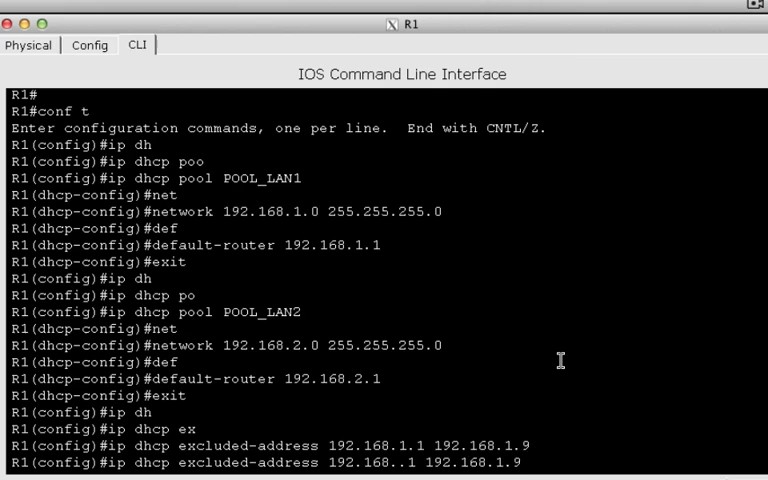 R1
Physical Config CLI
IOS Command Line Interface
R1#
R1#conf t
Enter configuration commands, one per line. End with CNTL/Z.
R1(config)#ip dh
R1(config)#ip dhcp poo
R1(config)#ip dhcp pool POOL_LAN1
R1(dhcp-config)#net
R1(dhcp-config)#network 192.168.1.0 255.255.255.0
R1(dhcp-config)#def
R1(dhcp-config)#default-router 192.168.1.1
R1(dhcp-config)#exit
R1(config)#ip dh
R1(config)#ip dhcp po
R1(config)#ip dhcp pool POOL_LAN2
R1(dhcp-config)#net
R1(dhcp-config)#network 192.168.2.0 255.255.255.0
R1(dhcp-config)#def
R1(dhcp-config)#default-router 192.168.2.1
R1(dhcp-config)#exit
R1(config)#ip dh
R1(config)#ip dhcp ex
R1(config)#ip dhcp excluded-address 192.168.1.1 192.168.1.9
R1(config)#ip dhcp excluded-address 192.168..1 192.168.1.9